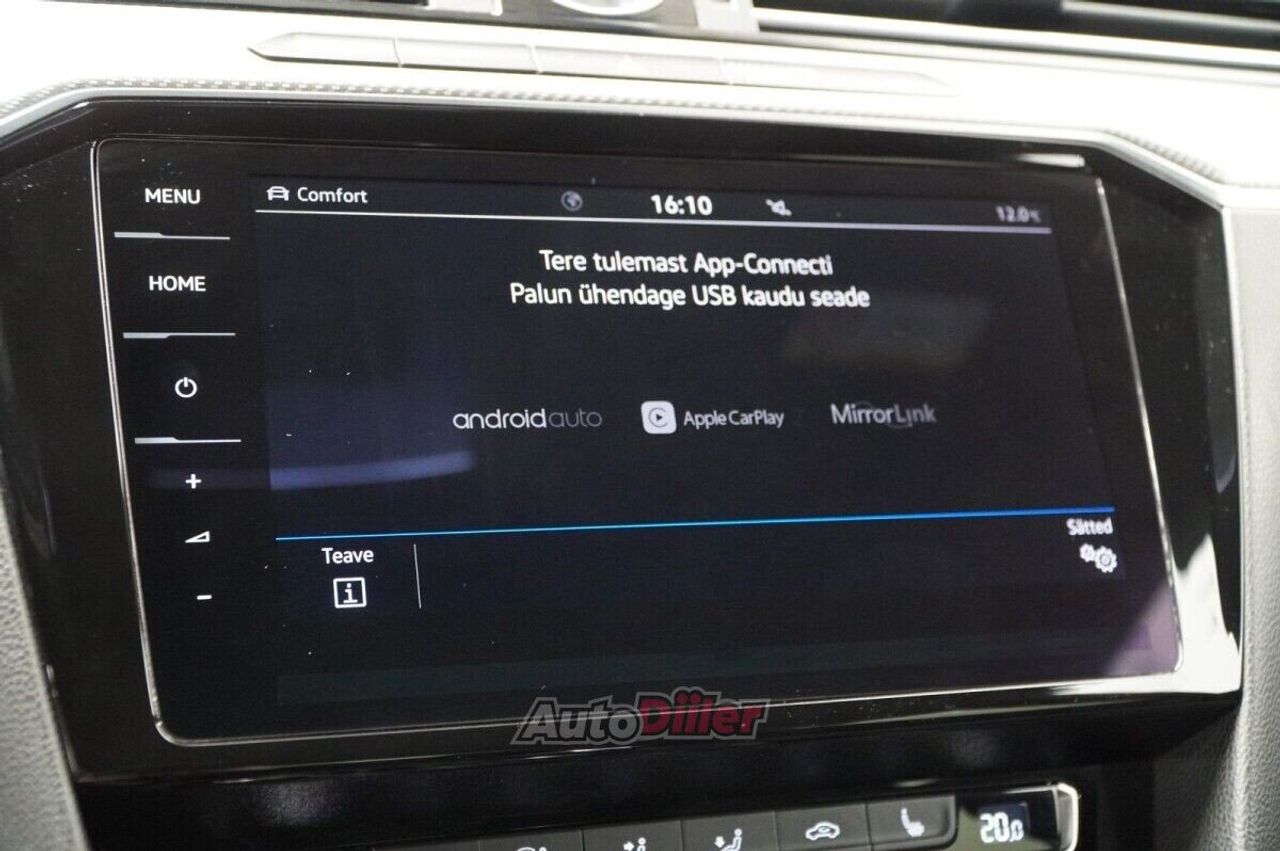 MENU
Comfort
16:10
12.0°C
HOME
Tere tulemast App-Connecti
Palun ühendage USB kaudu seade
androidauto
Apple CarPlay
MirrorLink
+
-
Teave
i
Sätted
AutoDiiler
20.0